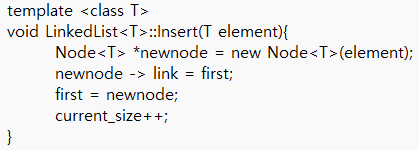 template <class T>
void LinkedList<T>::Insert(T element){
Node<T> *newnode = new Node<T>(element);
newnode -> link = first;
first = newnode;
current_size++;
}